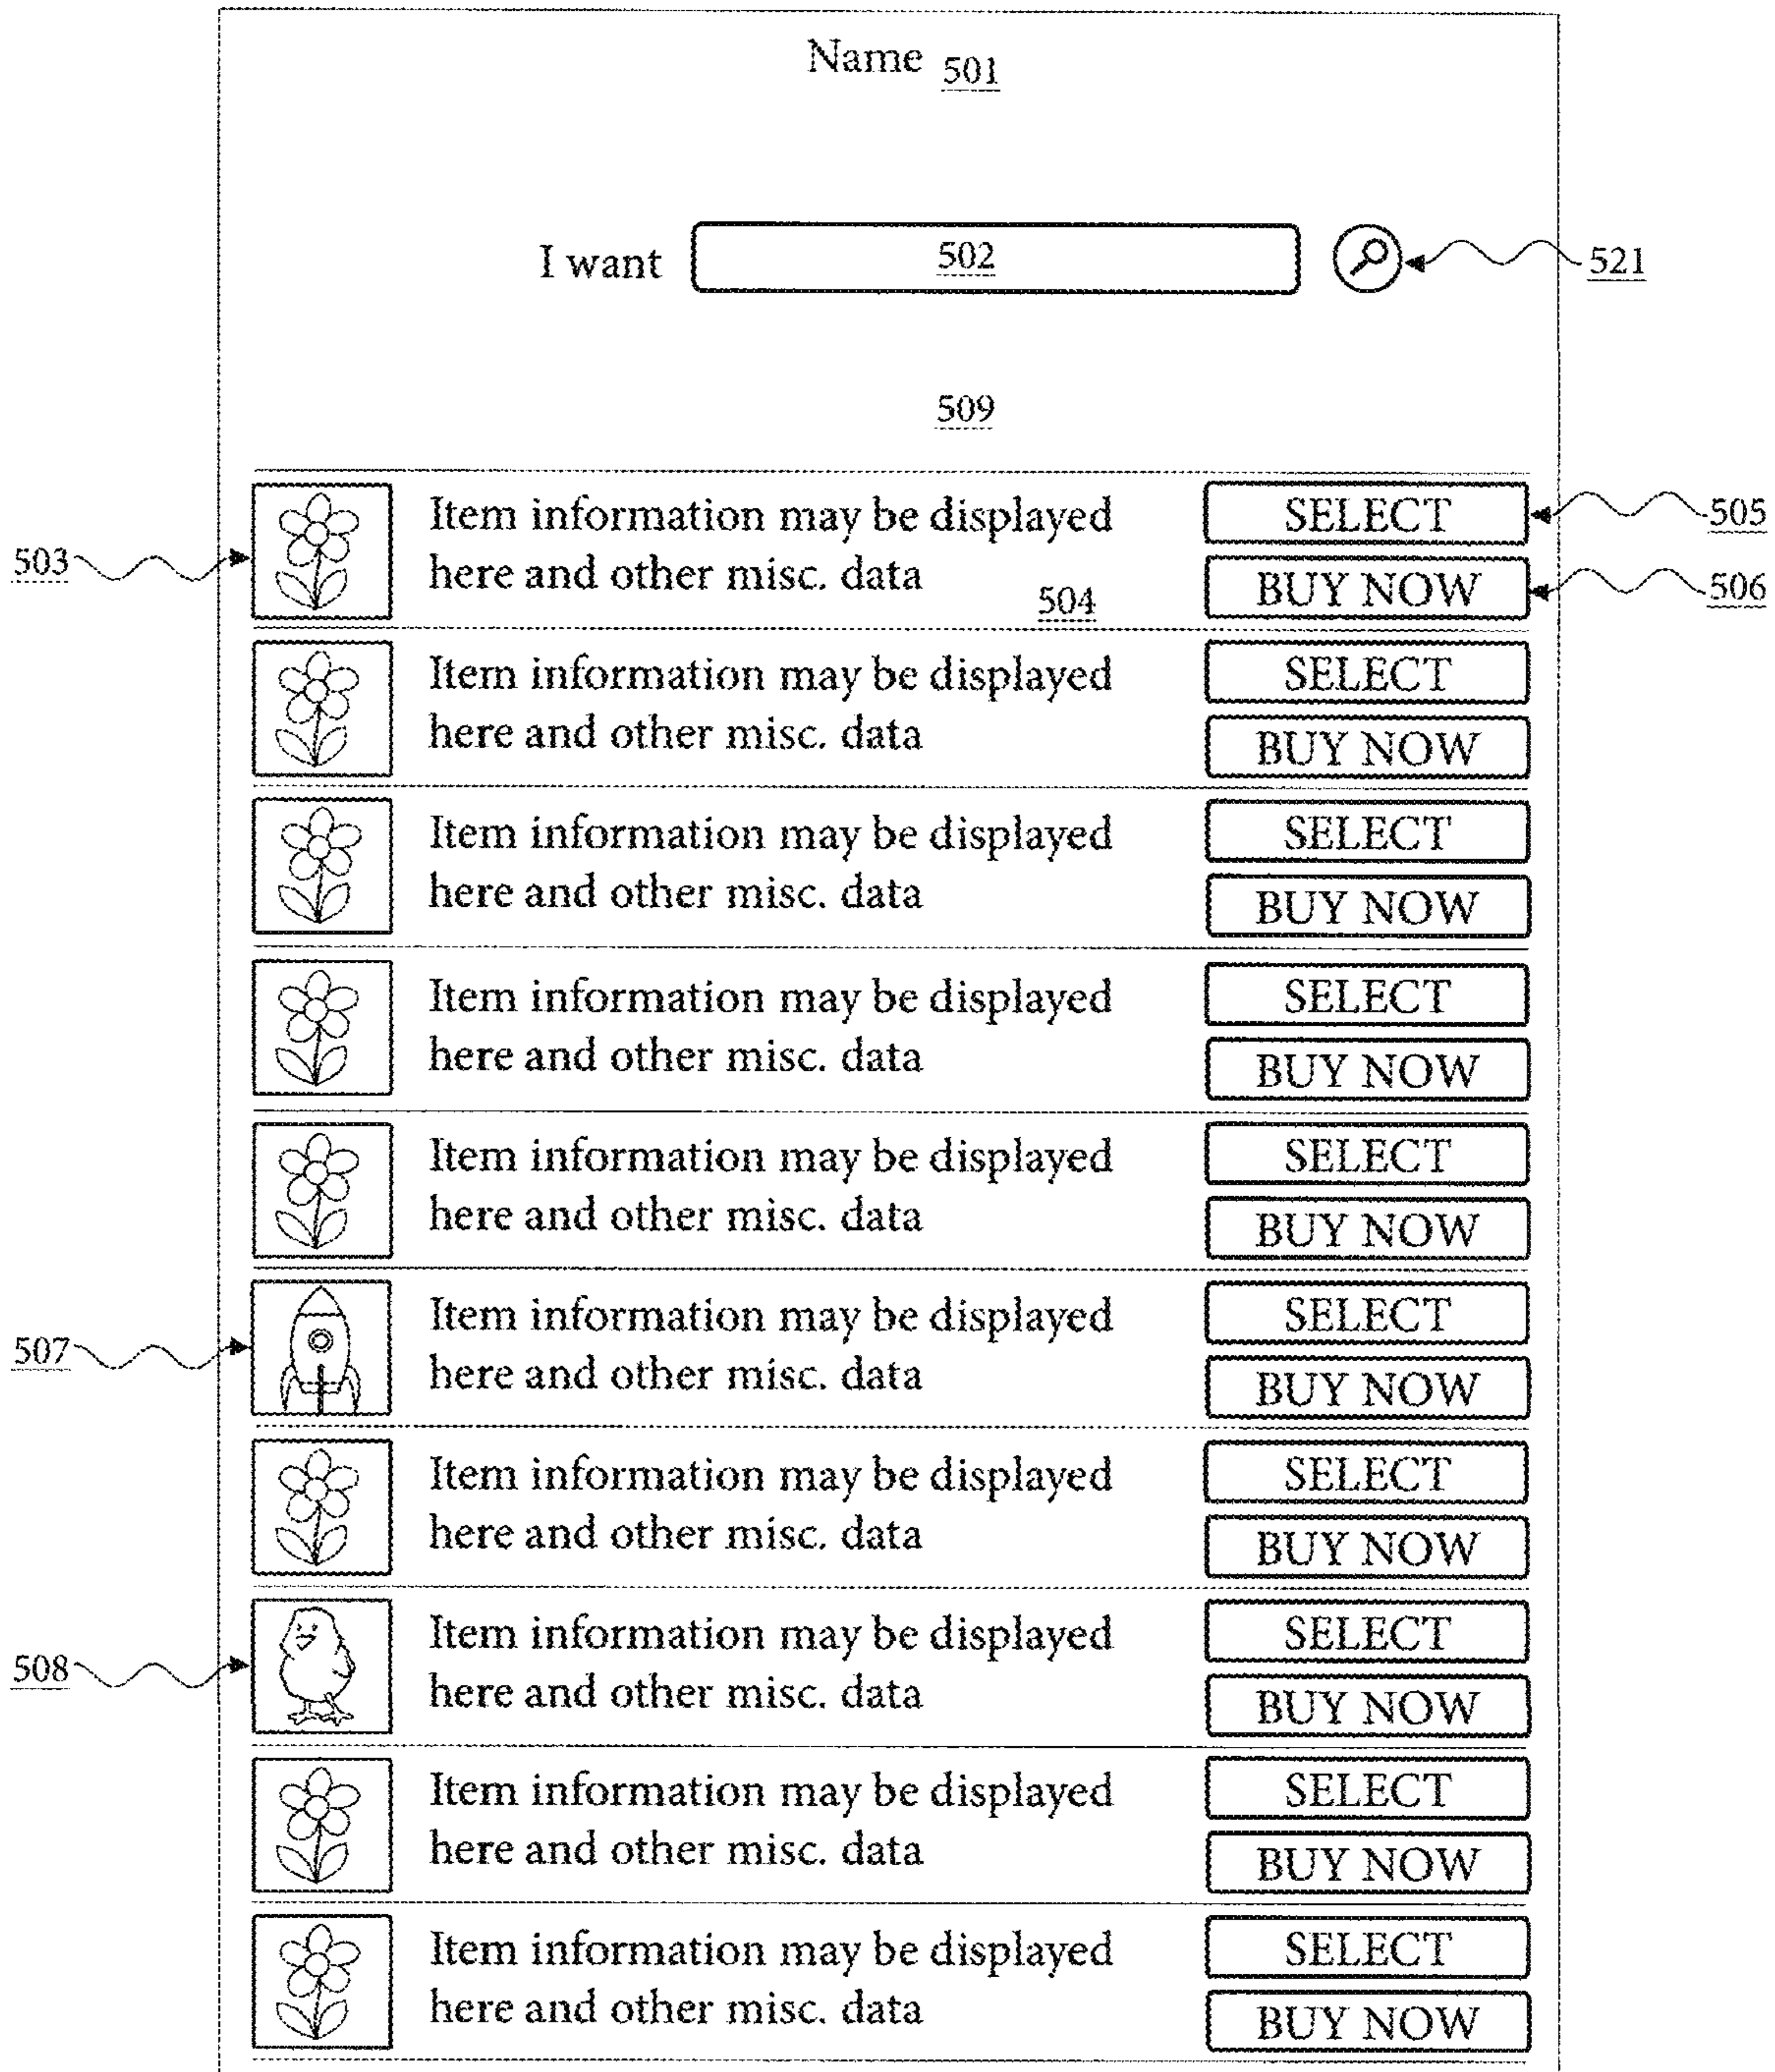 Name 501
I want 502 521
509
503 Item information may be displayed SELECT 505
here and other misc. data 504 BUY NOW 506
Item information may be displayed SELECT
here and other misc. data BUY NOW
Item information may be displayed SELECT
here and other misc. data BUY NOW
Item information may be displayed SELECT
here and other misc. data BUY NOW
Item information may be displayed SELECT
here and other misc. data BUY NOW
507 Item information may be displayed SELECT
here and other misc. data BUY NOW
Item information may be displayed SELECT
here and other misc. data BUY NOW
508 Item information may be displayed SELECT
here and other misc. data BUY NOW
Item information may be displayed SELECT
here and other misc. data BUY NOW
Item information may be displayed SELECT
here and other misc. data BUY NOW